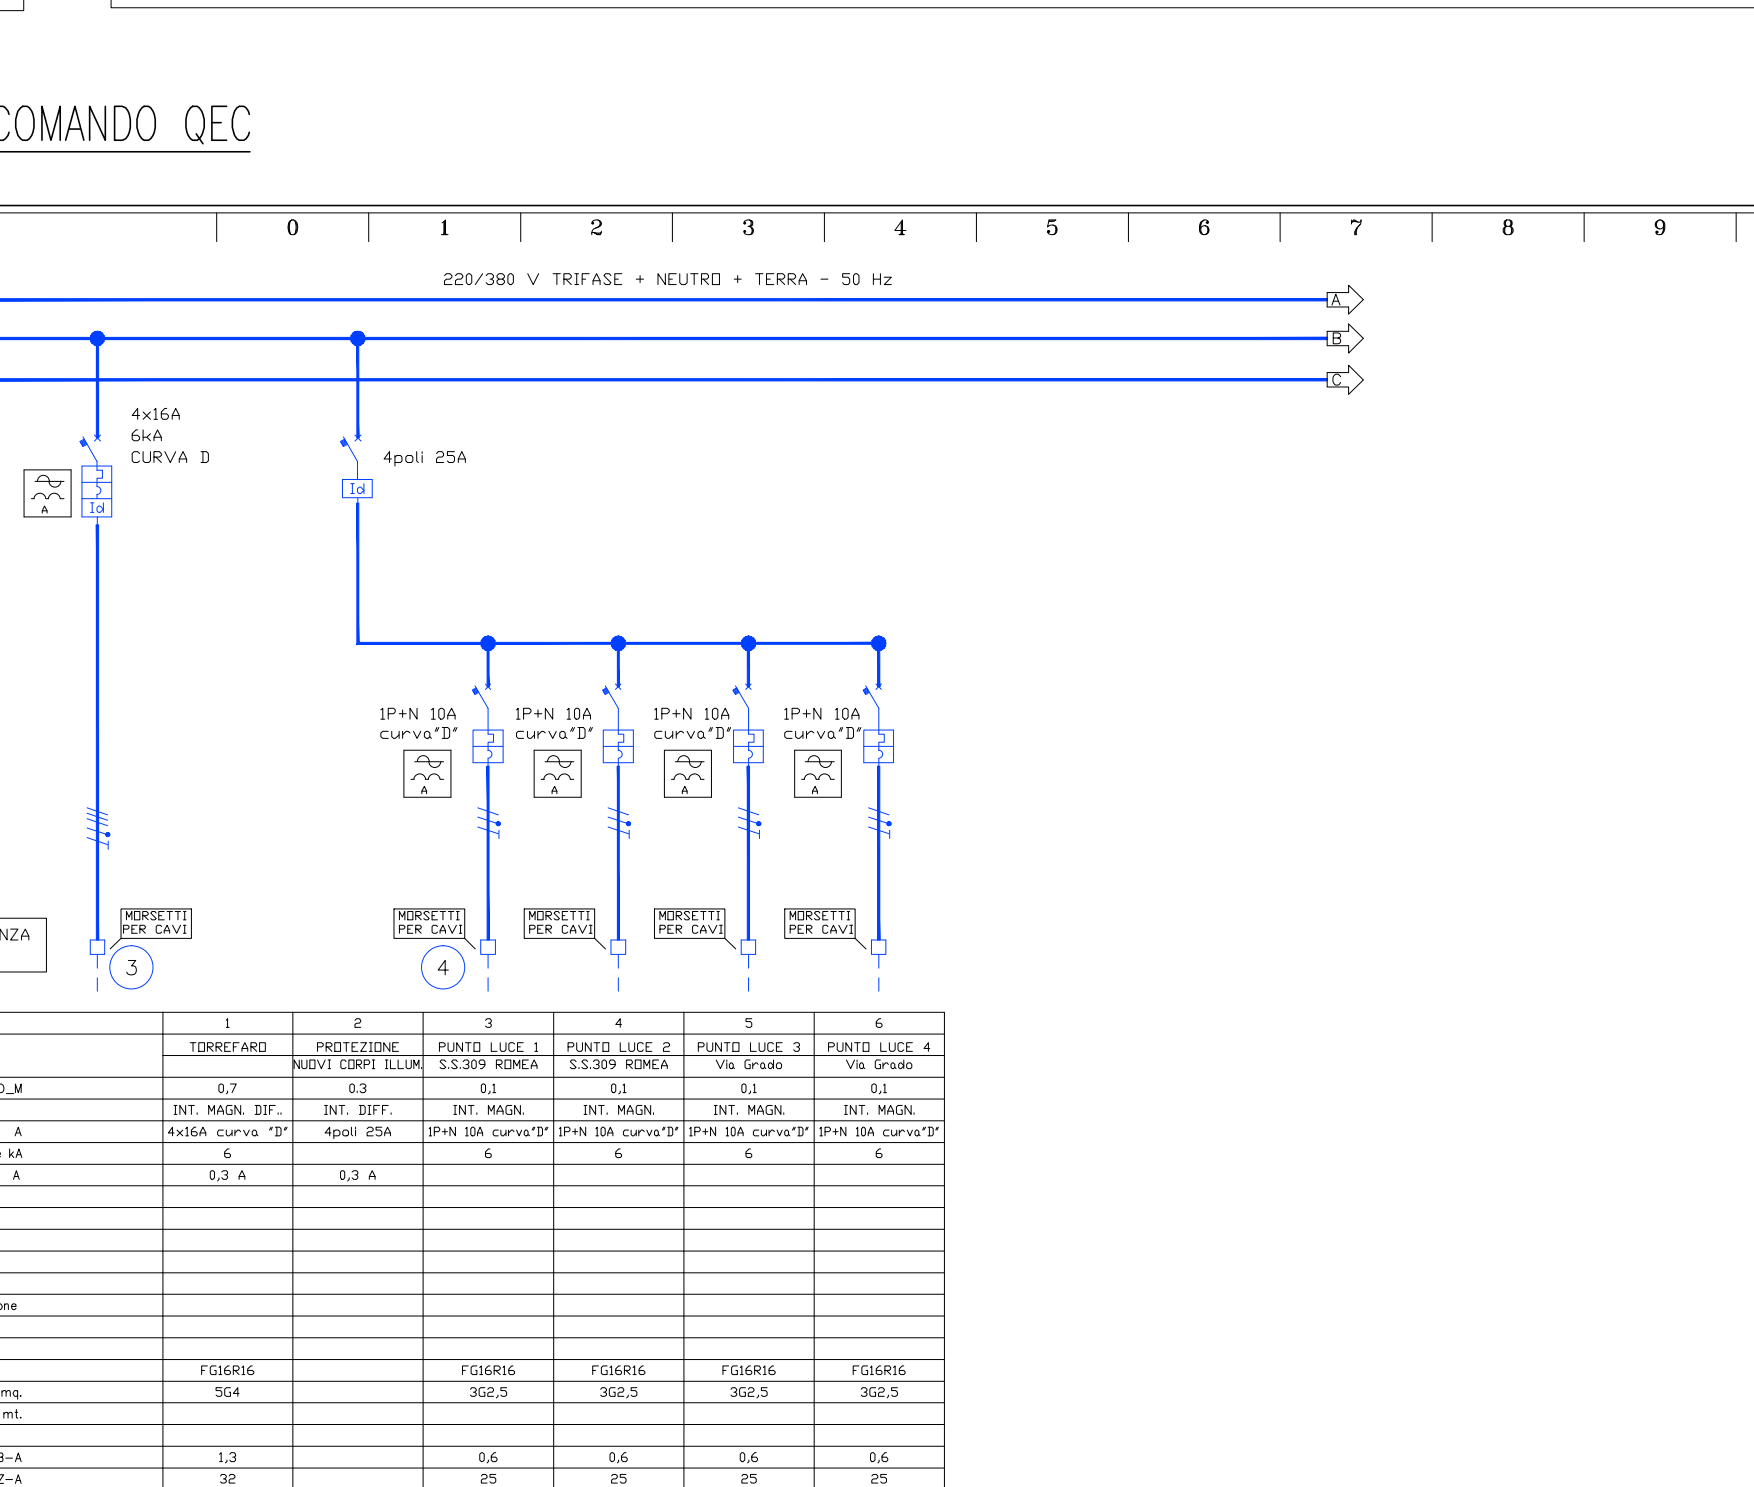 COMANDO QEC
0 1 2 3 4 5 6 7 8 9
220/380 V TRIFASE + NEUTRO + TERRA - 50 Hz
A
B
C
4x16A
6kA
CURVA D
A
Id
4poli 25A
Id
1P+N 10A
curva"D"
A
1P+N 10A
curva"D"
A
1P+N 10A
curva"D"
A
1P+N 10A
curva"D"
A
NZA
MORSETTI
PER CAVI
3
MORSETTI
PER CAVI
4
MORSETTI
PER CAVI
MORSETTI
PER CAVI
MORSETTI
PER CAVI
1 2 3 4 5 6
TORREFARO PROTEZIONE PUNTO LUCE 1 PUNTO LUCE 2 PUNTO LUCE 3 PUNTO LUCE 4
NUOVI CORPI ILLUM. S.S.309 ROMEA S.S.309 ROMEA Via Grado Via Grado
O_M 0,7 0.3 0,1 0,1 0,1 0,1
INT. MAGN. DIF.. INT. DIFF. INT. MAGN. INT. MAGN. INT. MAGN. INT. MAGN.
A 4x16A curva "D" 4poli 25A 1P+N 10A curva"D" 1P+N 10A curva"D" 1P+N 10A curva"D" 1P+N 10A curva"D"
e kA 6 6 6 6 6
A 0,3 A 0,3 A
one
FG16R16 FG16R16 FG16R16 FG16R16 FG16R16
mq. 5G4 3G2,5 3G2,5 3G2,5 3G2,5
mt.
B-A 1,3 0,6 0,6 0,6 0,6
Z-A 32 25 25 25 25